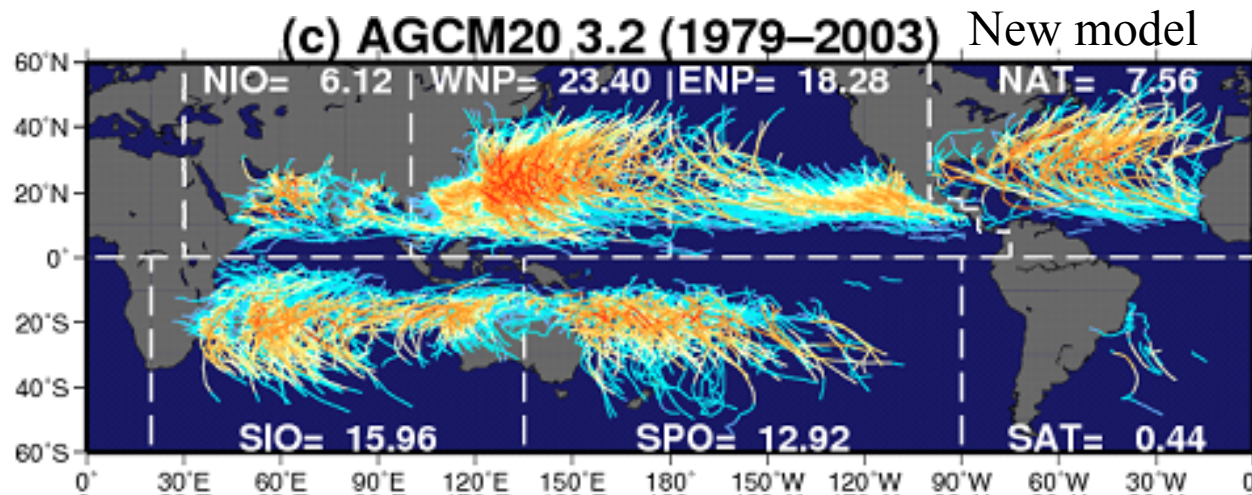 (c) AGCM20 3.2 (1979–2003) New model
60˚N
NIO= 6.12 WNP= 23.40 ENP= 18.28 NAT= 7.56
40˚N
20˚N
0˚
20˚S
40˚S
SIO= 15.96 SPO= 12.92 SAT= 0.44
60˚S
0˚ 30˚E 60˚E 90˚E 120˚E 150˚E 180˚ 150˚W 120˚W 90˚W 60˚W 30˚W 0